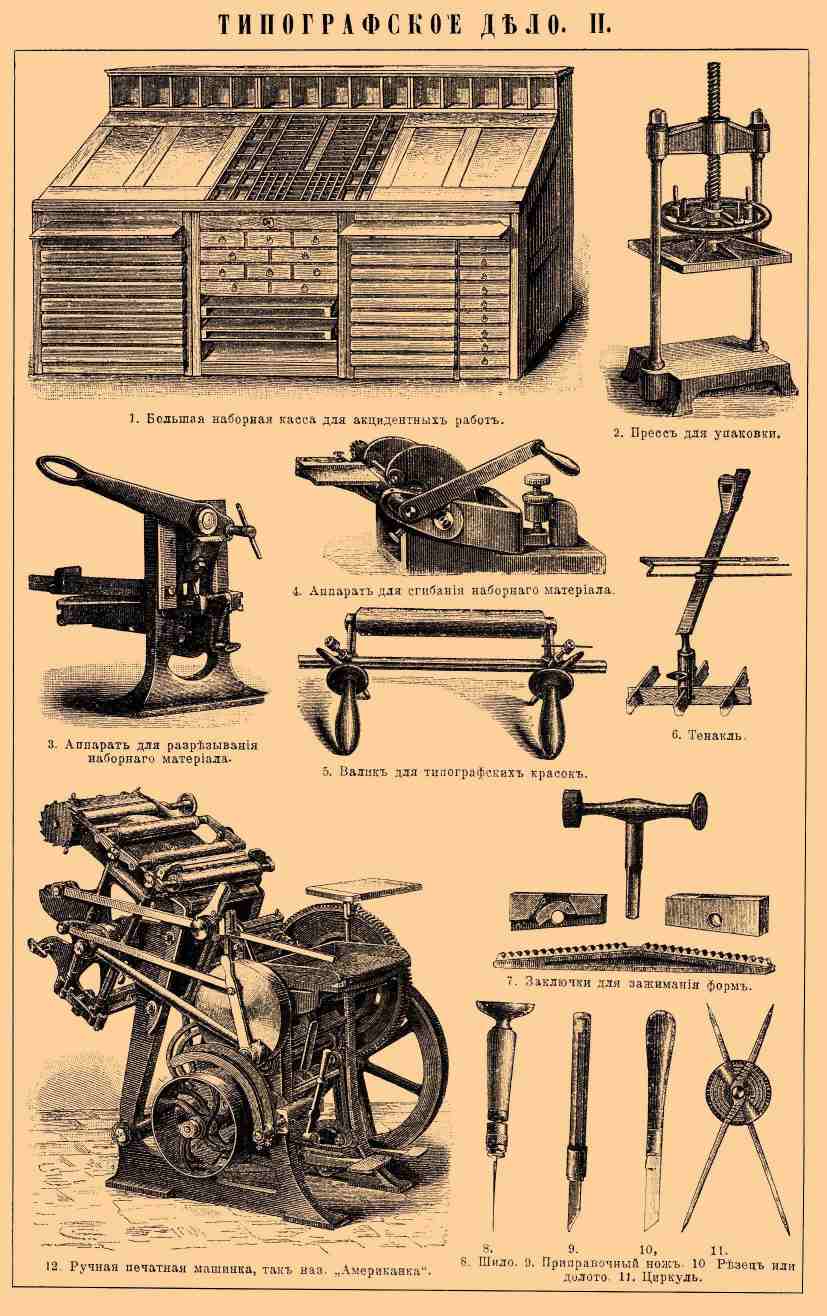 ТИПОГРАФСКОЕ ДѢЛО. II.
1. Большая наборная касса для акцидентныхъ работъ.
2. Прессъ для упаковки.
4. Аппаратъ для сгибанія наборнаго матеріала.
3. Аппаратъ для разрѣзыванія
наборнаго матеріала.
6. Тенакль.
5. Валикъ для типографскихъ красокъ.
7. Заключки для зажиманія формъ.
8. 9. 10, 11.
8. Шило. 9. Приправочный ножъ. 10 Рѣзецъ или
долото. 11. Циркуль.
12. Ручная печатная машинка, такъ наз. „Американка“.